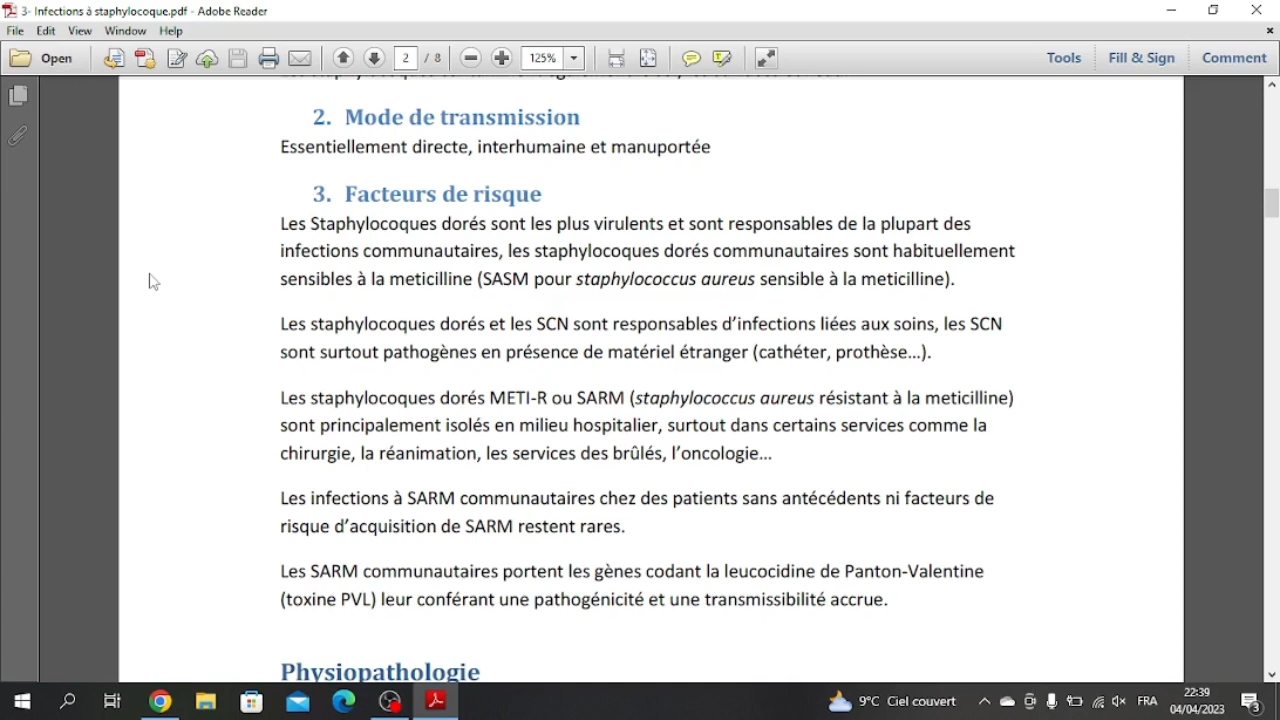 3- Infections à staphylocoque.pdf - Adobe Reader
File Edit View Window Help
Open 2 / 8 125% Tools Fill & Sign Comment
2. Mode de transmission
Essentiellement directe, interhumaine et manuportée
3. Facteurs de risque
Les Staphylocoques dorés sont les plus virulents et sont responsables de la plupart des
infections communautaires, les staphylocoques dorés communautaires sont habituellement
sensibles à la meticilline (SASM pour staphylococcus aureus sensible à la meticilline).
Les staphylocoques dorés et les SCN sont responsables d’infections liées aux soins, les SCN
sont surtout pathogènes en présence de matériel étranger (cathéter, prothèse…).
Les staphylocoques dorés METI-R ou SARM (staphylococcus aureus résistant à la meticilline)
sont principalement isolés en milieu hospitalier, surtout dans certains services comme la
chirurgie, la réanimation, les services des brûlés, l’oncologie…
Les infections à SARM communautaires chez des patients sans antécédents ni facteurs de
risque d’acquisition de SARM restent rares.
Les SARM communautaires portent les gènes codant la leucocidine de Panton-Valentine
(toxine PVL) leur conférant une pathogénicité et une transmissibilité accrue.
Physiopathologie
9°C Ciel couvert FRA 22:39
04/04/2023 3